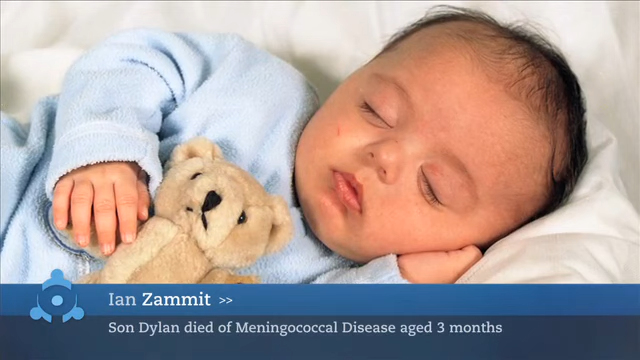 Ian Zammit >>
Son Dylan died of Meningococcal Disease aged 3 months